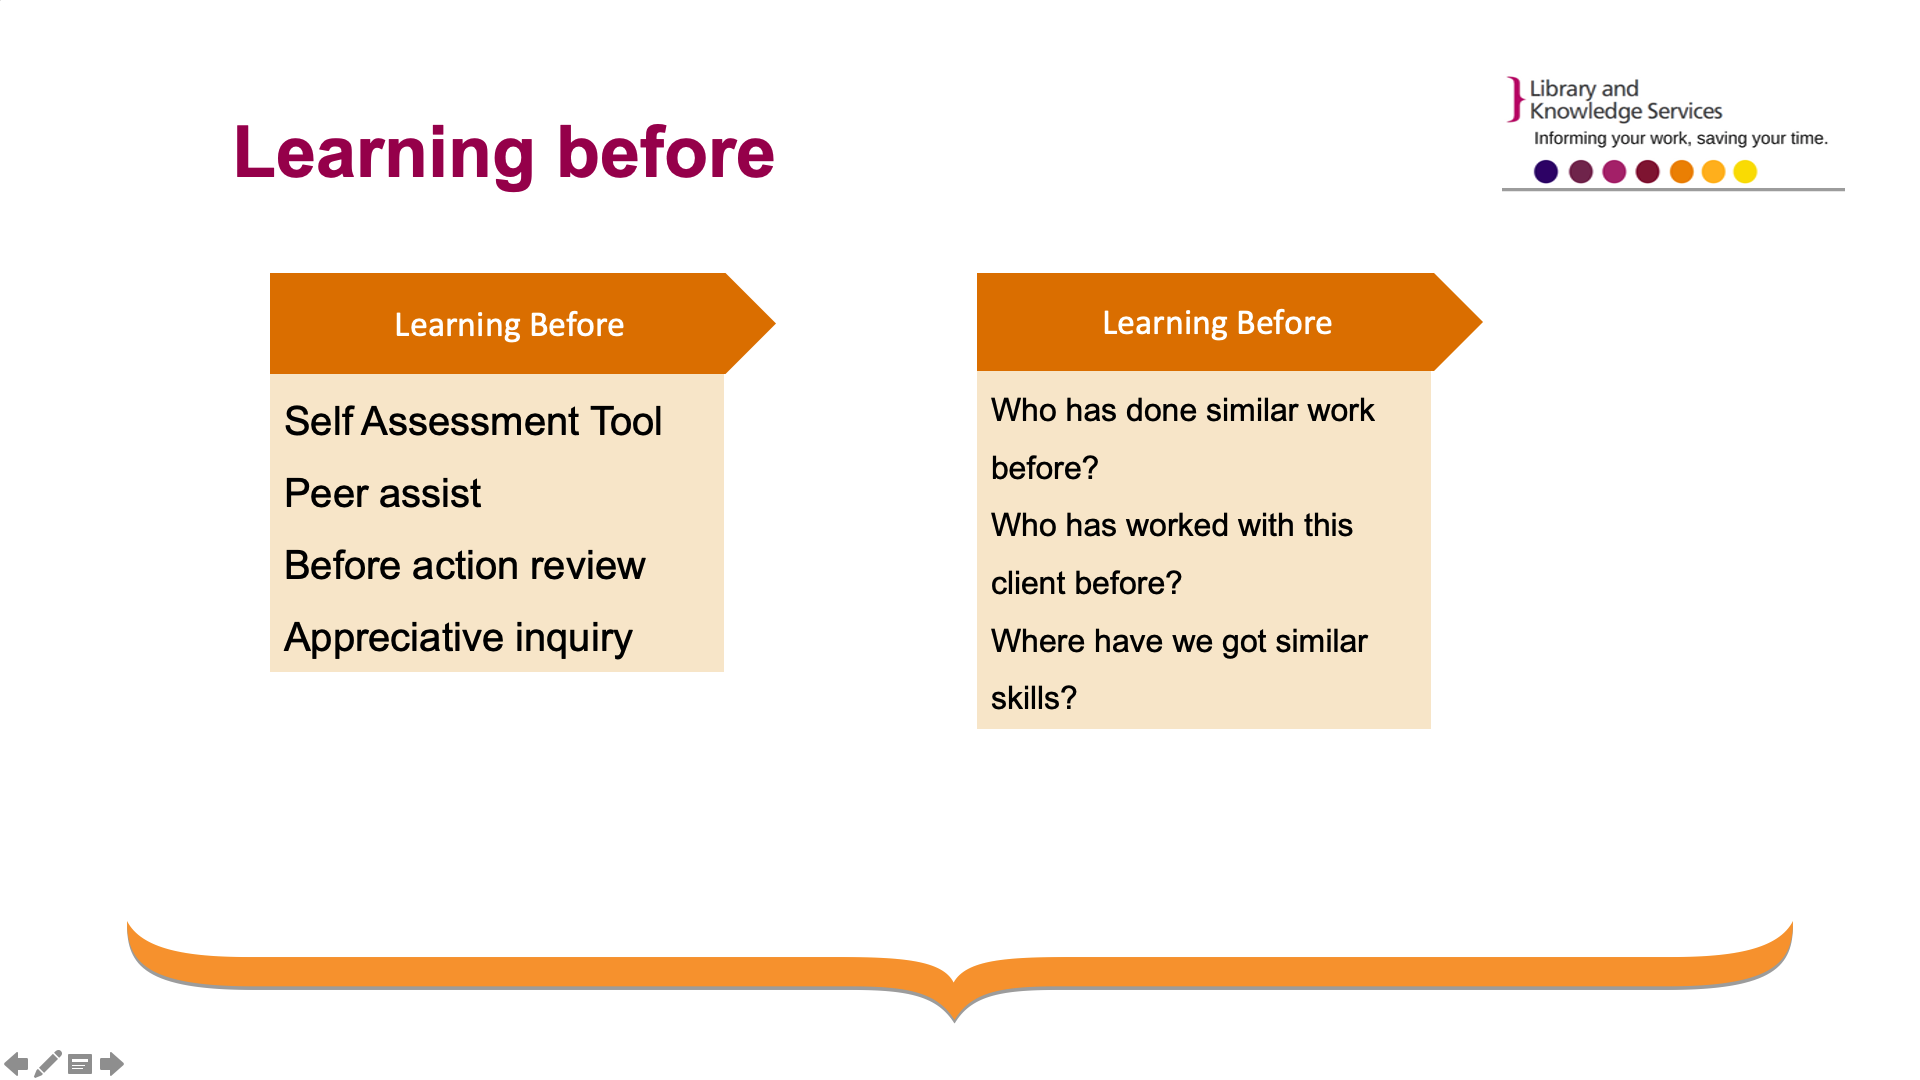 Library and
Knowledge Services
Informing your work, saving your time.
Learning before
Learning Before
Self Assessment Tool
Peer assist
Before action review
Appreciative inquiry
Learning Before
Who has done similar work
before?
Who has worked with this
client before?
Where have we got similar
skills?